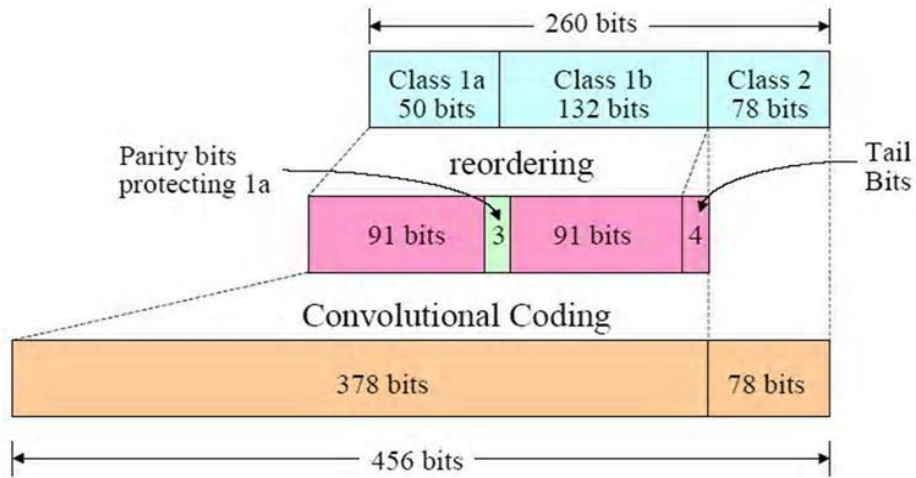 260 bits
Class 1a
50 bits
Class 1b
132 bits
Class 2
78 bits
Parity bits
protecting 1a
reordering
Tail
Bits
91 bits
3
91 bits
4
Convolutional Coding
378 bits
78 bits
456 bits